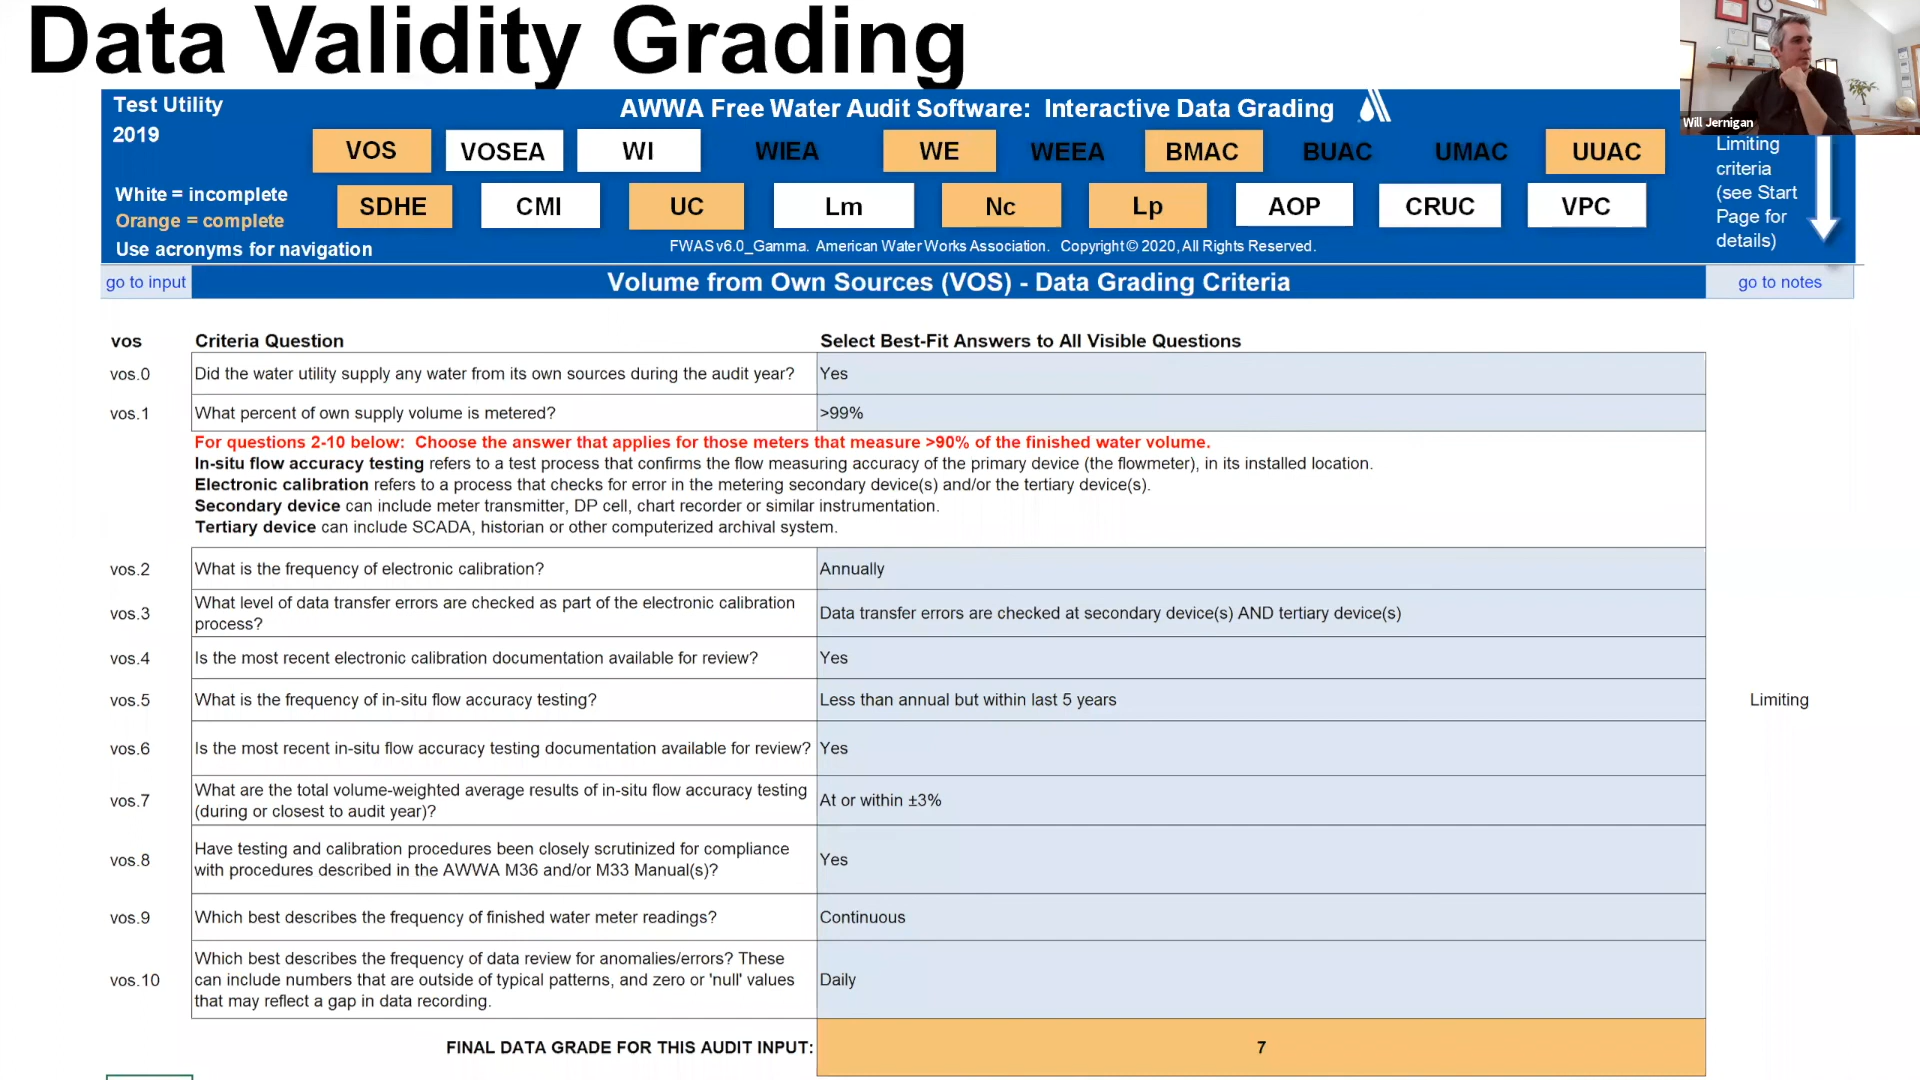 Data Validity Grading
Test Utility
2019
AWWA Free Water Audit Software: Interactive Data Grading
Will Jernigan
VOS VOSEA WI WIEA WE WEEA BMAC BUAC UMAC UUAC
SDHE CMI UC Lm Nc Lp AOP CRUC VPC
White = incomplete
Orange = complete
Use acronyms for navigation
FWAS v6.0_Gamma. American Water Works Association. Copyright © 2020, All Rights Reserved.
Limiting
criteria
(see Start
Page for
details)
go to input
Volume from Own Sources (VOS) - Data Grading Criteria
go to notes
vos Criteria Question Select Best-Fit Answers to All Visible Questions
vos.0 Did the water utility supply any water from its own sources during the audit year? Yes
vos.1 What percent of own supply volume is metered? >99%
For questions 2-10 below: Choose the answer that applies for those meters that measure >90% of the finished water volume.
In-situ flow accuracy testing refers to a test process that confirms the flow measuring accuracy of the primary device (the flowmeter), in its installed location.
Electronic calibration refers to a process that checks for error in the metering secondary device(s) and/or the tertiary device(s).
Secondary device can include meter transmitter, DP cell, chart recorder or similar instrumentation.
Tertiary device can include SCADA, historian or other computerized archival system.
vos.2 What is the frequency of electronic calibration? Annually
vos.3 What level of data transfer errors are checked as part of the electronic calibration
process?
Data transfer errors are checked at secondary device(s) AND tertiary device(s)
vos.4 Is the most recent electronic calibration documentation available for review? Yes
vos.5 What is the frequency of in-situ flow accuracy testing? Less than annual but within last 5 years Limiting
vos.6 Is the most recent in-situ flow accuracy testing documentation available for review? Yes
vos.7 What are the total volume-weighted average results of in-situ flow accuracy testing
(during or closest to audit year)?
At or within ±3%
vos.8 Have testing and calibration procedures been closely scrutinized for compliance
with procedures described in the AWWA M36 and/or M33 Manual(s)?
Yes
vos.9 Which best describes the frequency of finished water meter readings? Continuous
vos.10 Which best describes the frequency of data review for anomalies/errors? These
can include numbers that are outside of typical patterns, and zero or 'null' values
that may reflect a gap in data recording.
Daily
FINAL DATA GRADE FOR THIS AUDIT INPUT: 7